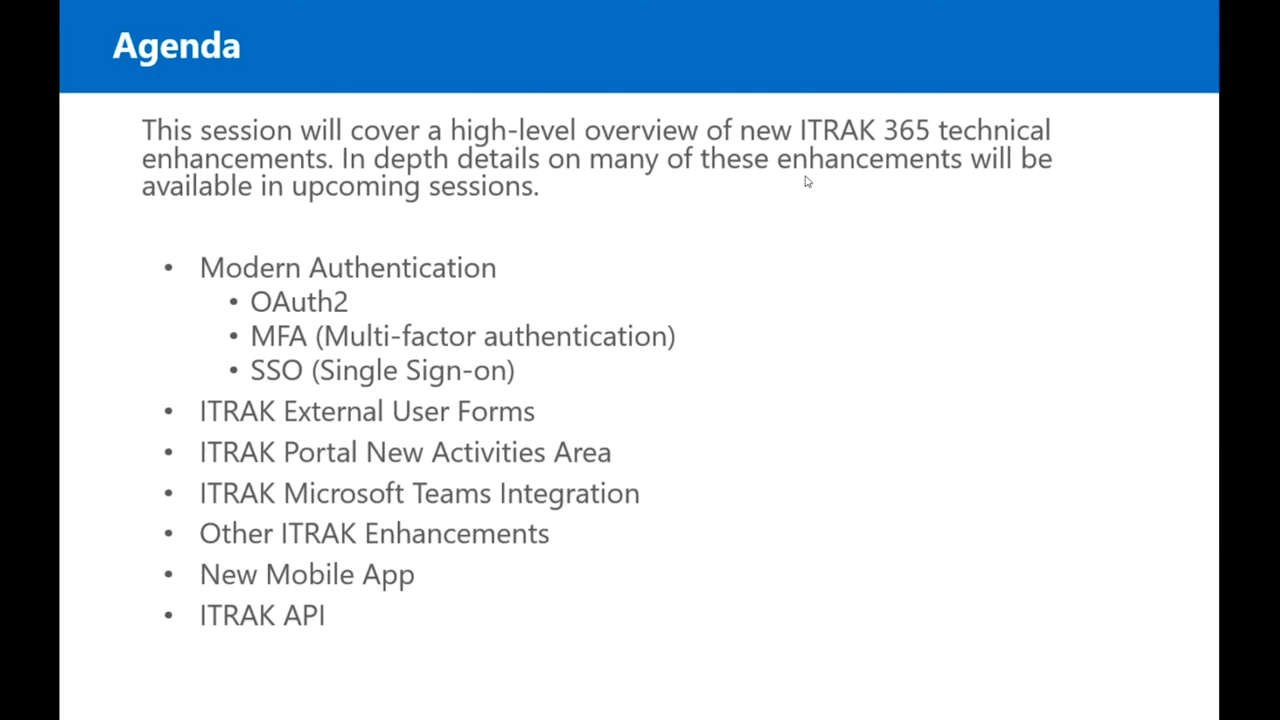 Agenda
This session will cover a high-level overview of new ITRAK 365 technical
enhancements. In depth details on many of these enhancements will be
available in upcoming sessions.
• Modern Authentication
• OAuth2
• MFA (Multi-factor authentication)
• SSO (Single Sign-on)
• ITRAK External User Forms
• ITRAK Portal New Activities Area
• ITRAK Microsoft Teams Integration
• Other ITRAK Enhancements
• New Mobile App
• ITRAK API